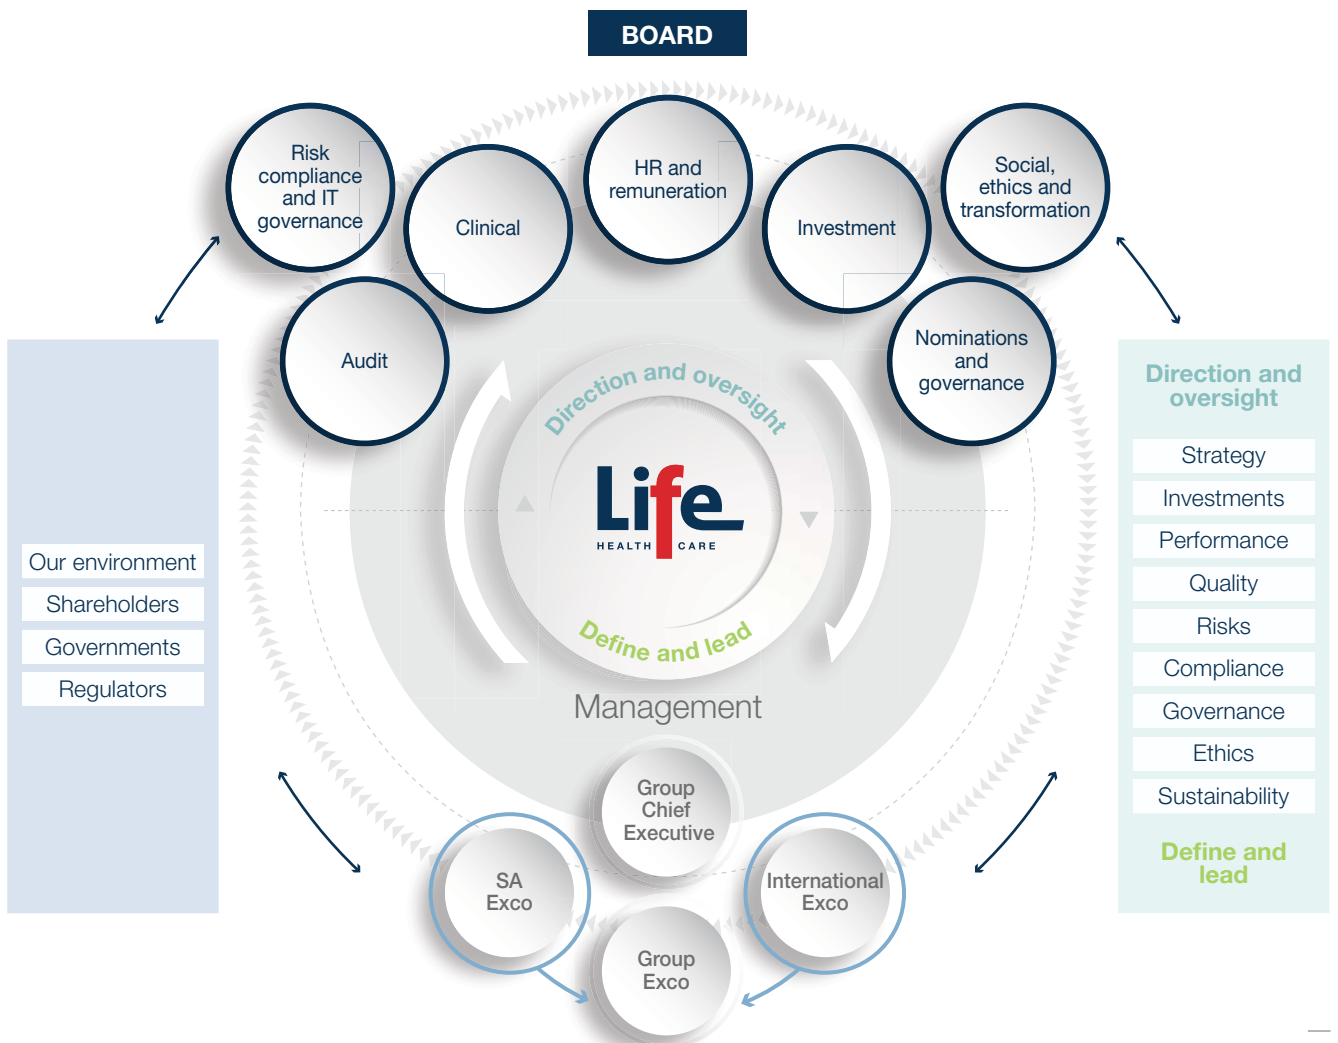 BOARD
Risk
compliance
and IT
governance
Clinical
HR and
remuneration
Investment
Social,
ethics and
transformation
Audit
Nominations
and
governance
Direction and oversight
Life
HEALTH CARE
Define and lead
Management
Group
Chief
Executive
SA
Exco
International
Exco
Group
Exco
Our environment
Shareholders
Governments
Regulators
Direction and
oversight
Strategy
Investments
Performance
Quality
Risks
Compliance
Governance
Ethics
Sustainability
Define and
lead